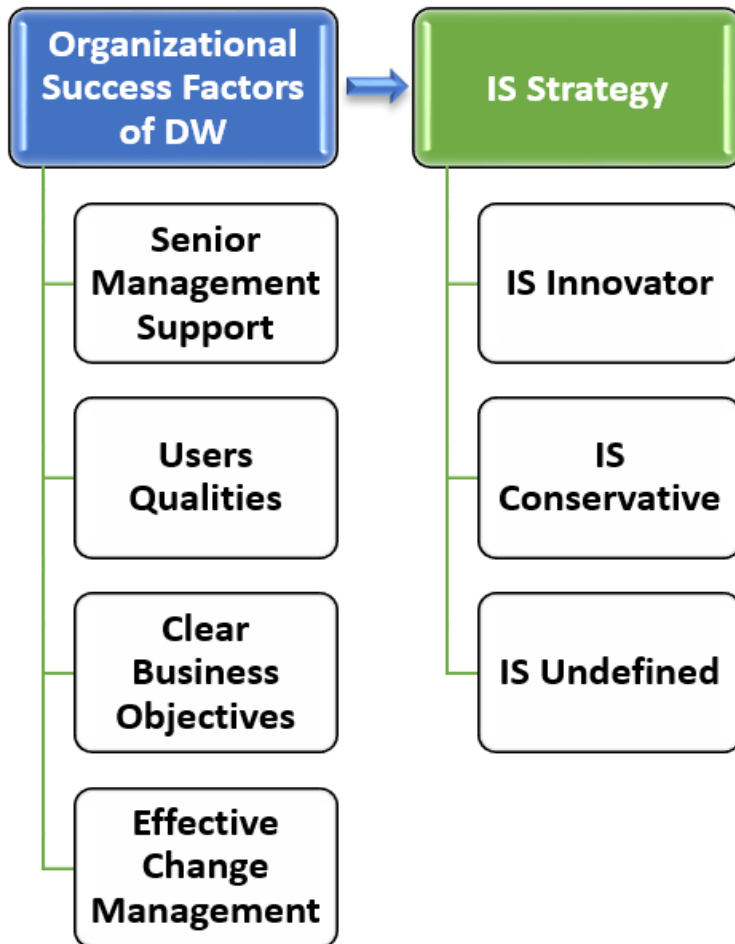 Organizational
Success Factors
of DW
IS Strategy
Senior
Management
Support
Users
Qualities
Clear
Business
Objectives
Effective
Change
Management
IS Innovator
IS
Conservative
IS Undefined